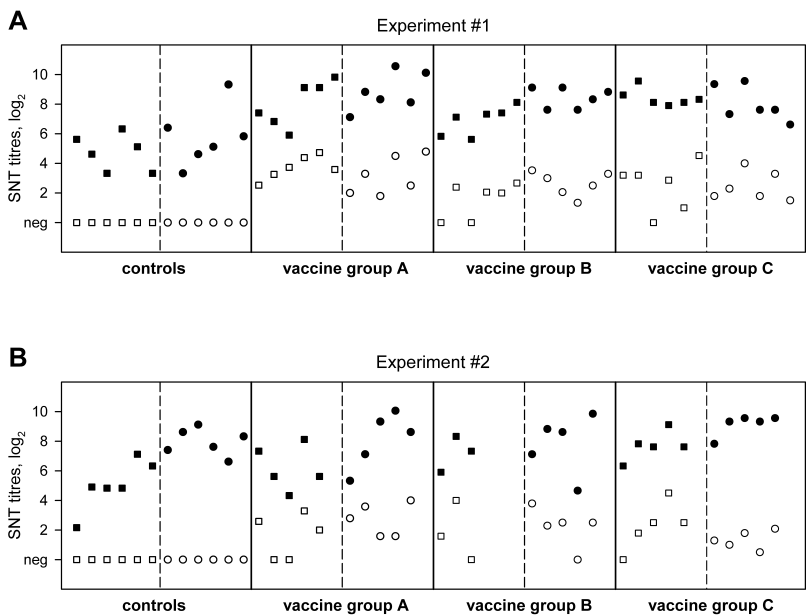 A
Experiment #1
SNT titres, log2
10
8
6
4
2
neg
controls
vaccine group A
vaccine group B
vaccine group C
B
Experiment #2
SNT titres, log2
10
8
6
4
2
neg
controls
vaccine group A
vaccine group B
vaccine group C